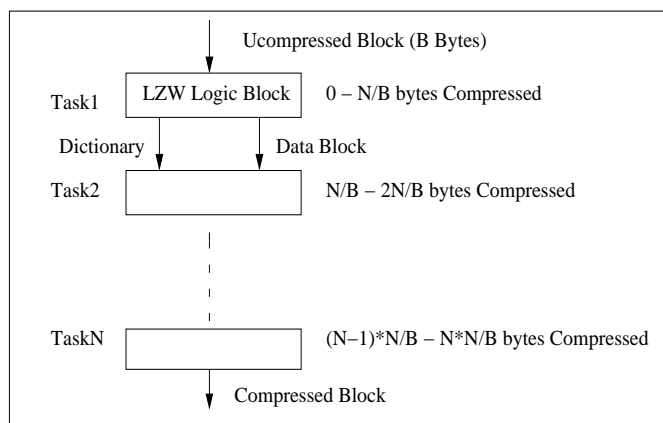 Ucompressed Block (B Bytes)
Task1
LZW Logic Block
0 – N/B bytes Compressed
Dictionary
Data Block
Task2
N/B – 2N/B bytes Compressed
TaskN
(N–1)*N/B – N*N/B bytes Compressed
Compressed Block